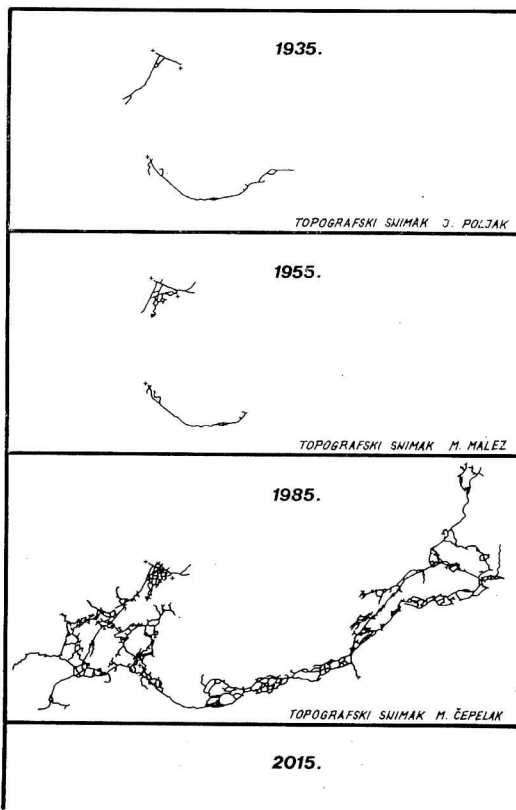 1935.
TOPOGRAFSKI SNIMAK J. POLJAK
1955.
TOPOGRAFSKI SNIMAK M. MALEZ
1985.
TOPOGRAFSKI SNIMAK M. ČEPELAK
2015.